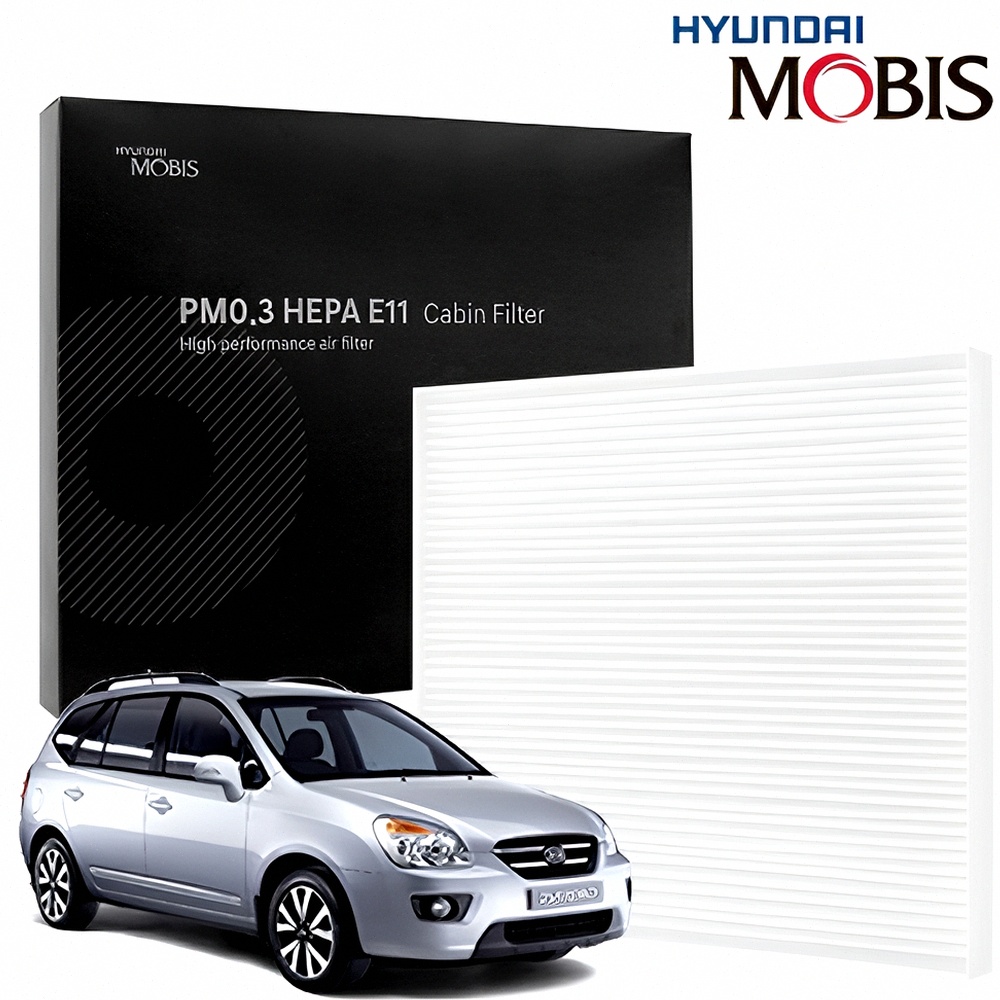 HYUNDAI
MOBIS
HYUNDAI
MOBIS
PM0.3 HEPA E11 Cabin Filter
High performance air filter